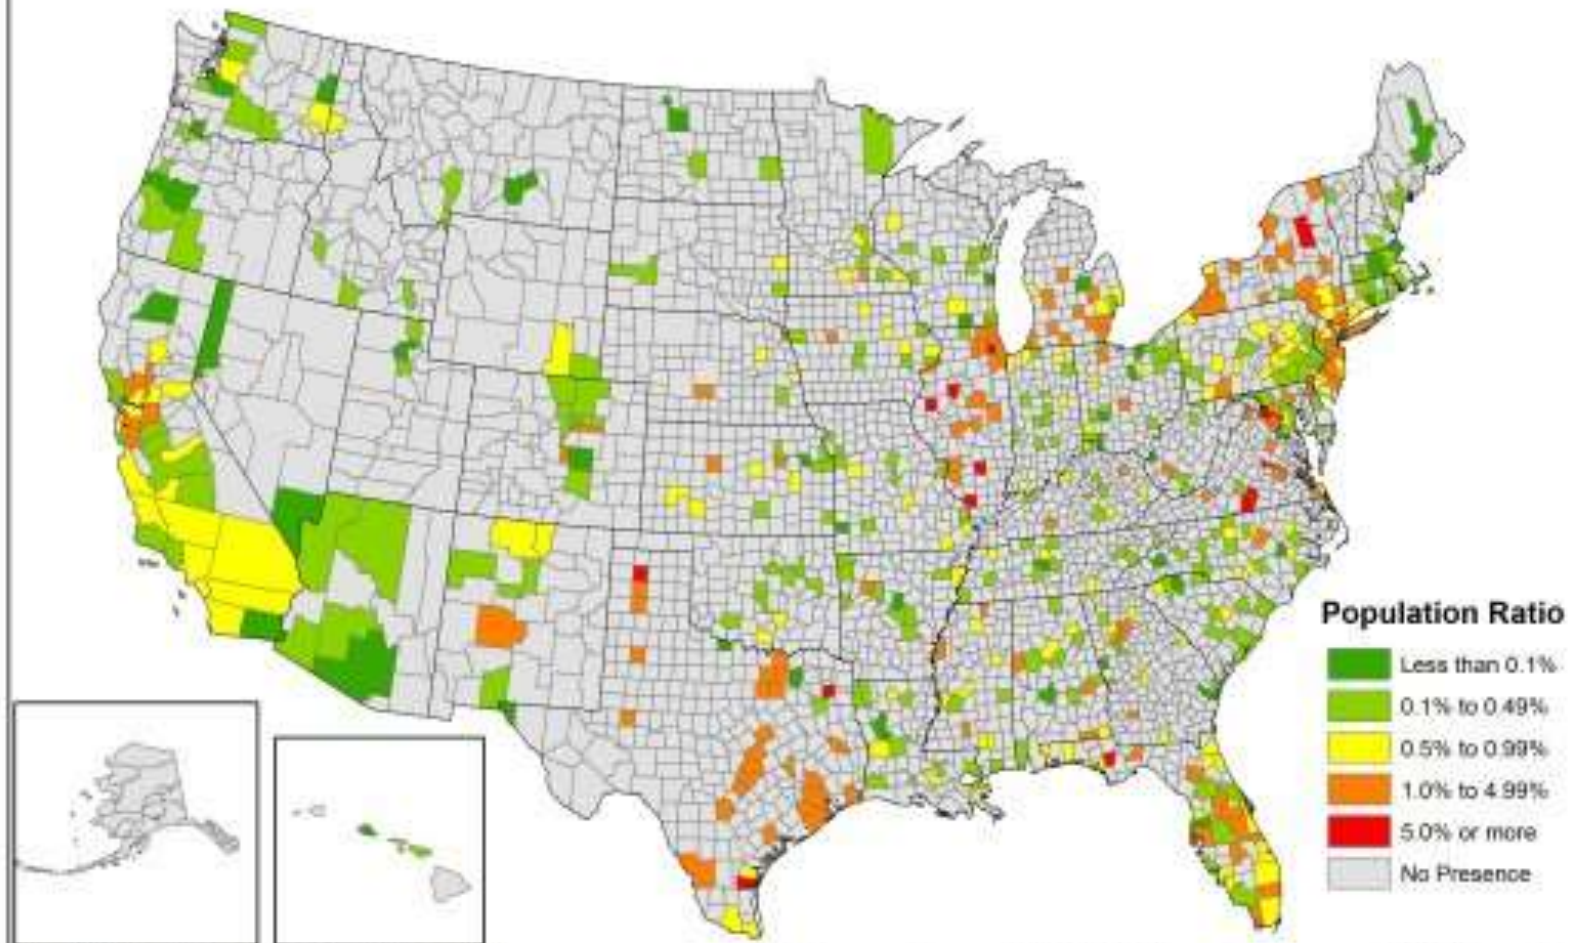 Population Ratio
Less than 0.1%
0.1% to 0.49%
0.5% to 0.99%
1.0% to 4.99%
5.0% or more
No Presence